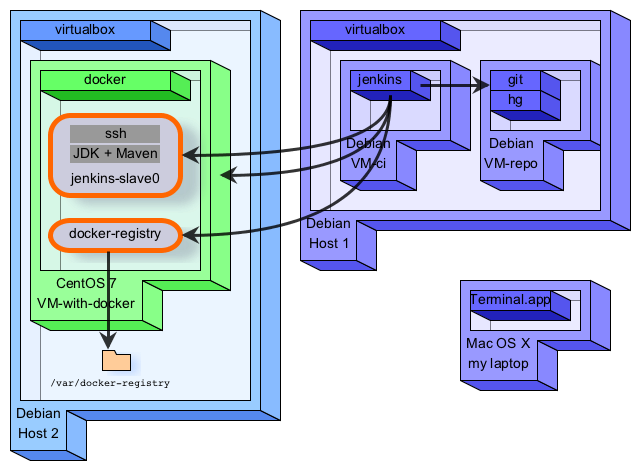 virtualbox
docker
ssh
JDK + Maven
jenkins-slave0
docker-registry
CentOS 7
VM-with-docker
/var/docker-registry
Debian
Host 2
virtualbox
jenkins
Debian
VM-ci
git
hg
Debian
VM-repo
Debian
Host 1
Terminal.app
Mac OS X
my laptop